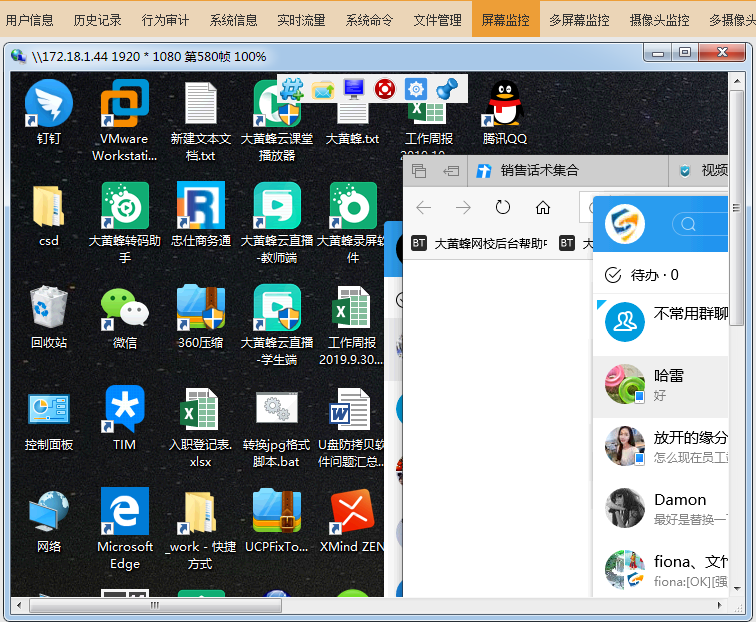 用户信息 历史记录 行为审计 系统信息 实时流量 系统命令 文件管理 屏幕监控 多屏幕监控 摄像头监控 多摄像头
\\172.18.1.44 1920 * 1080 第580帧 100%
钉钉
VMware
Workstati...
新建文本文
档.txt
大黄蜂云课堂
播放器
大黄蜂.txt
工作周报
腾讯QQ
销售话术集合
视频
BT 大黄蜂网校后台帮助中
BT 大
csd
大黄蜂转码助
手
忠仕商务通
大黄蜂云直播
-教师端
大黄蜂录屏软
件
待办 · 0
不常用群聊
回收站
微信
360压缩
大黄蜂云直播
-学生端
工作周报
2019.9.30...
哈雷
好
控制面板
TIM
入职登记表.
xlsx
转换jpg格式
脚本.bat
U盘防拷贝软
件问题汇总...
放开的缘分
怎么现在员工
Damon
最好是替换一下
网络
Microsoft
Edge
_work - 快捷
方式
UCPFixTo...
XMind ZEN
fiona、文件
fiona:[OK][强